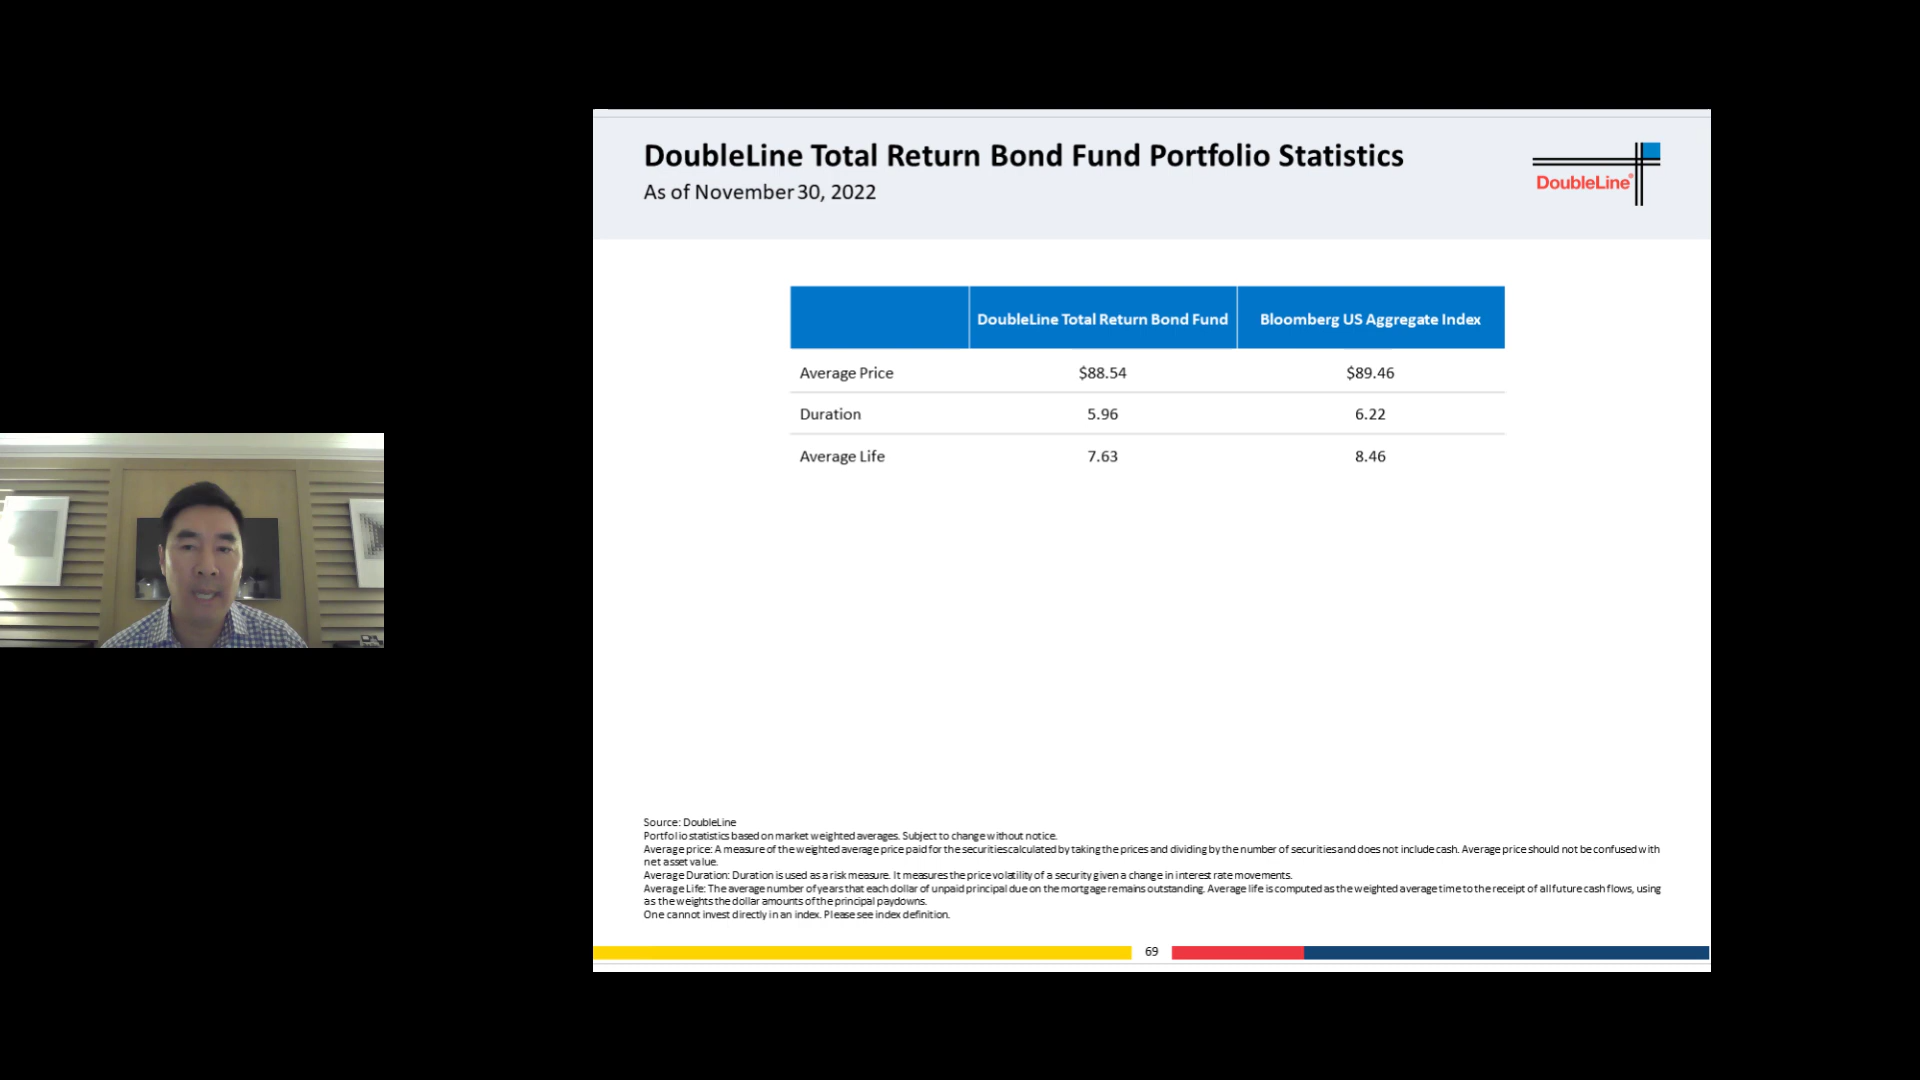 DoubleLine Total Return Bond Fund Portfolio Statistics
As of November 30, 2022
DoubleLine®
DoubleLine Total Return Bond Fund Bloomberg US Aggregate Index
Average Price $88.54 $89.46
Duration 5.96 6.22
Average Life 7.63 8.46
Source: DoubleLine
Portfolio statistics based on market weighted averages. Subject to change without notice.
Average price: A measure of the weighted average price paid for the securities calculated by taking the prices and dividing by the number of securities and does not include cash. Average price should not be confused with
net asset value.
Average Duration: Duration is used as a risk measure. It measures the price volatility of a security given a change in interest rate movements.
Average Life: The average number of years that each dollar of unpaid principal due on the mortgage remains outstanding. Average life is computed as the weighted average time to the receipt of all future cash flows, using
as the weights the dollar amounts of the principal paydowns.
One cannot invest directly in an index. Please see index definition.
69